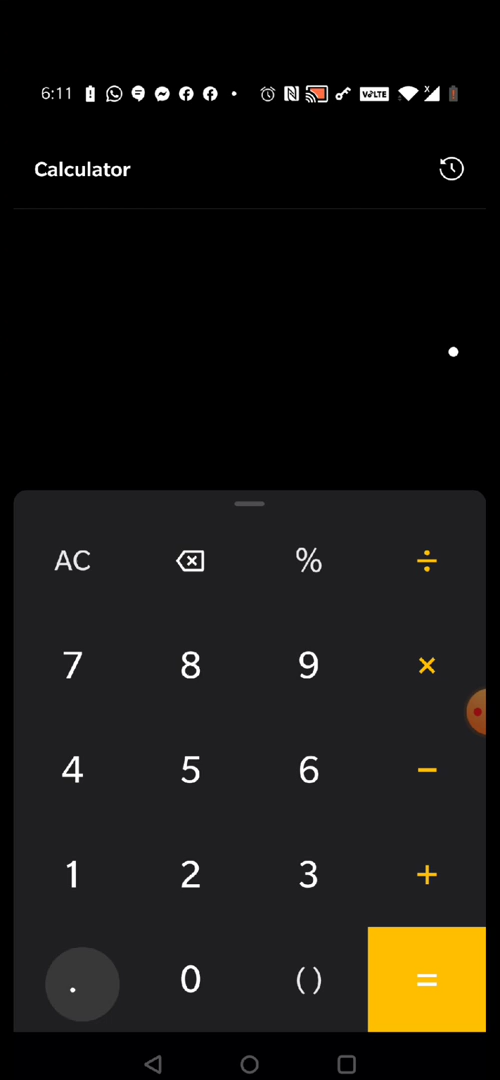 6:11 VoLTE X
Calculator
.
AC % ÷
7 8 9 ×
4 5 6 −
1 2 3 +
. 0 ( ) =